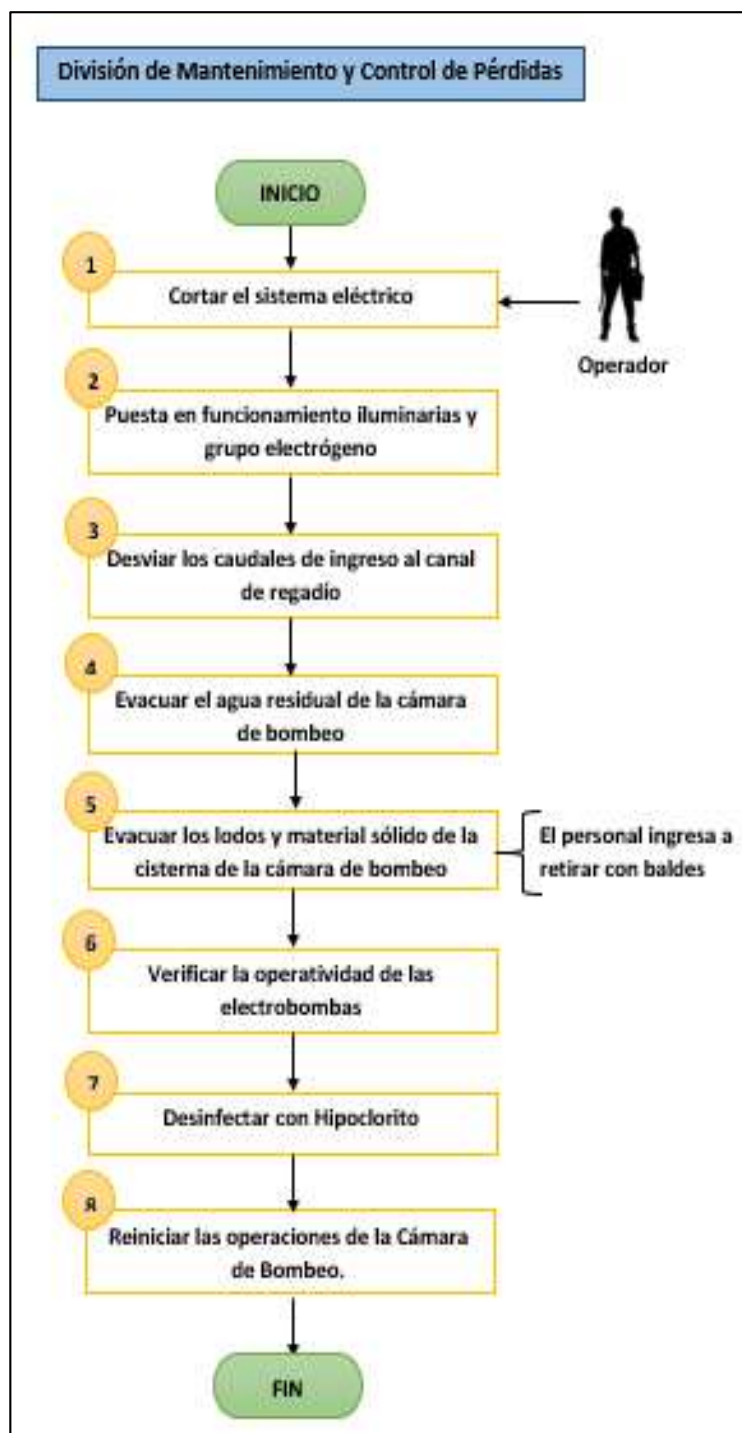 División de Mantenimiento y Control de Pérdidas
INICIO
1
Cortar el sistema eléctrico
Operador
2
Puesta en funcionamiento iluminarias y
grupo electrógeno
3
Desviar los caudales de ingreso al canal
de regadío
4
Evacuar el agua residual de la cámara
de bombeo
5
Evacuar los lodos y material sólido de la
cisterna de la cámara de bombeo
El personal ingresa a
retirar con baldes
6
Verificar la operatividad de las
electrobombas
7
Desinfectar con Hipoclorito
8
Reiniciar las operaciones de la Cámara
de Bombeo.
FIN